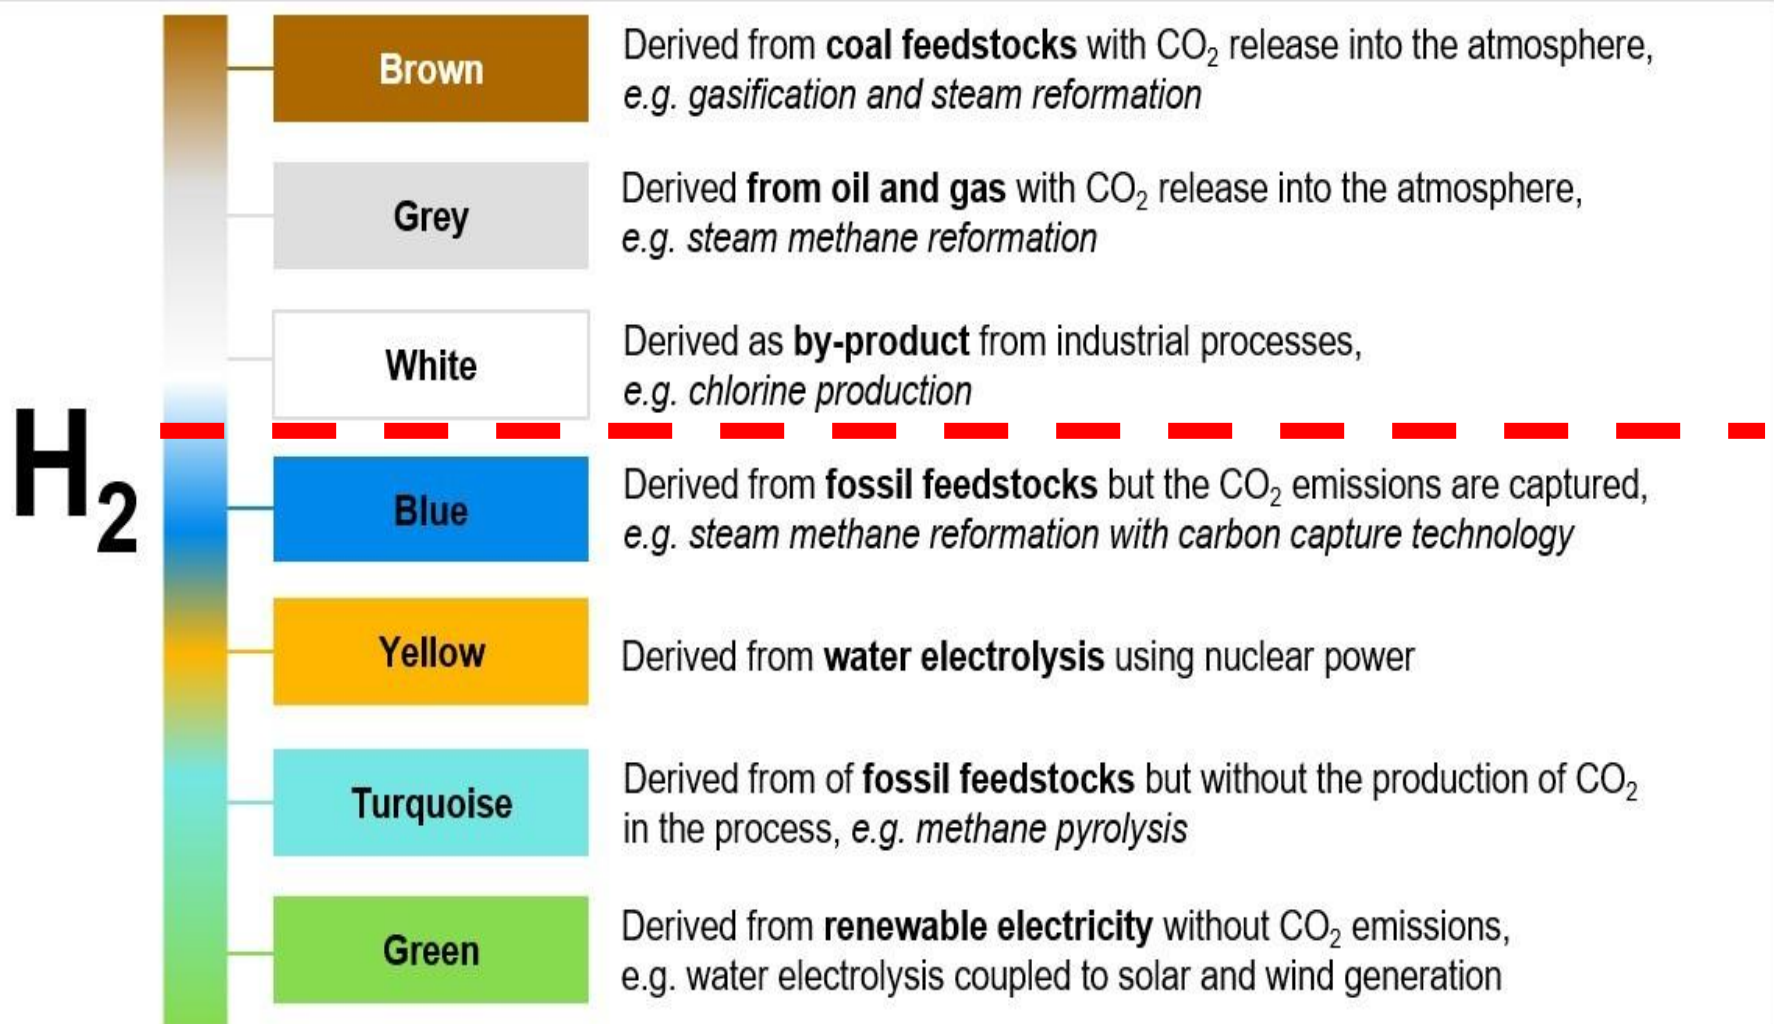 H2
Brown
Derived from coal feedstocks with CO2 release into the atmosphere,
e.g. gasification and steam reformation
Grey
Derived from oil and gas with CO2 release into the atmosphere,
e.g. steam methane reformation
White
Derived as by-product from industrial processes,
e.g. chlorine production
Blue
Derived from fossil feedstocks but the CO2 emissions are captured,
e.g. steam methane reformation with carbon capture technology
Yellow
Derived from water electrolysis using nuclear power
Turquoise
Derived from of fossil feedstocks but without the production of CO2
in the process, e.g. methane pyrolysis
Green
Derived from renewable electricity without CO2 emissions,
e.g. water electrolysis coupled to solar and wind generation